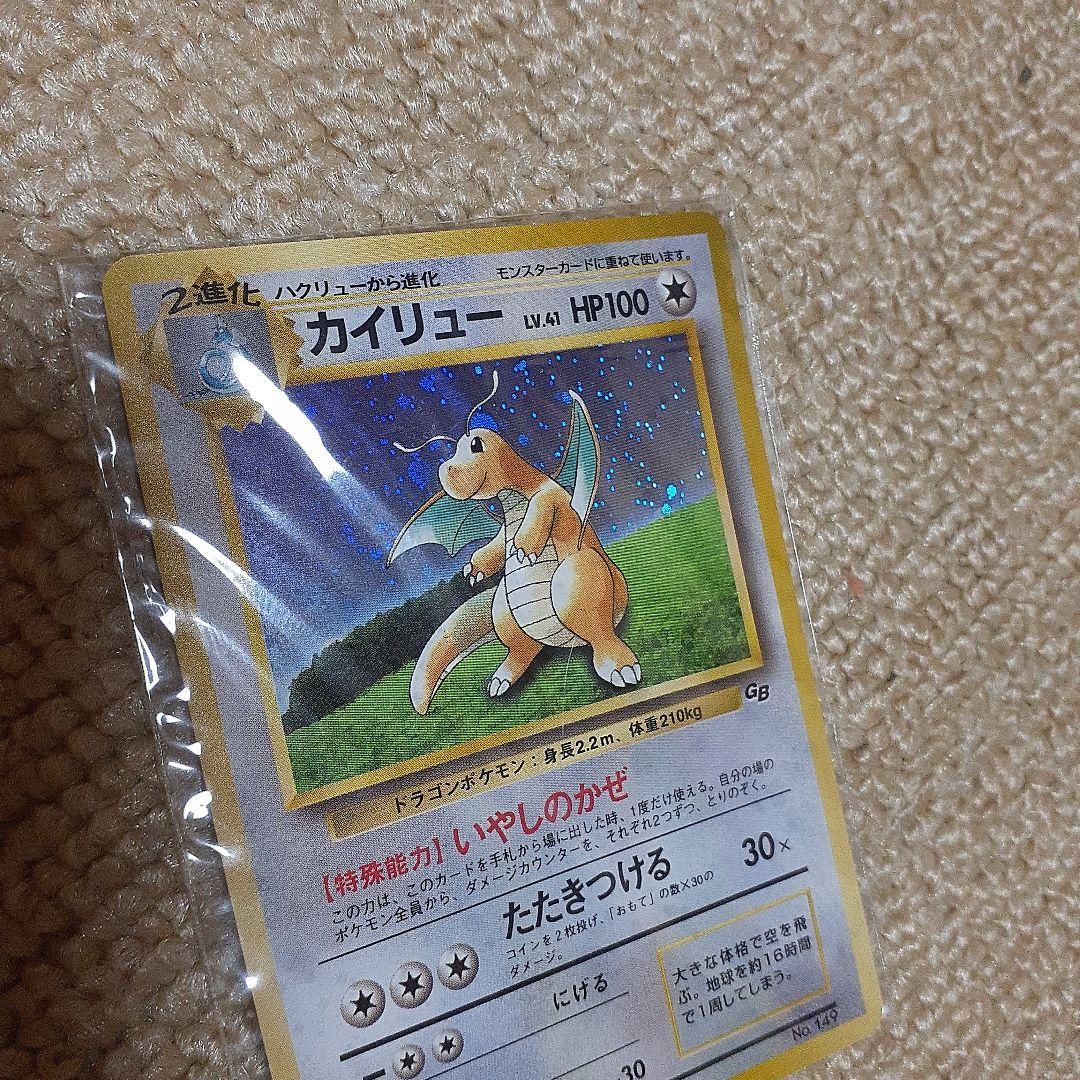 2進化
ハクリューから進化
モンスターカードに重ねて使います。
カイリュー LV.41 HP100
GB
ドラゴンポケモン：身長2.2m、体重210kg
【特殊能力】いやしのかぜ
この力は、このカードを手札から場に出した時、1度だけ使える。自分の場の
ポケモン全員から、ダメージカウンターを、それぞれ2つずつ、とりのぞく。
たたきつける 30×
コインを2枚投げ、「おもて」の数×30の
ダメージ。
にげる
大きな体格で空を飛
ぶ。地球を約16時間
で1周してしまう。
30
No. 149